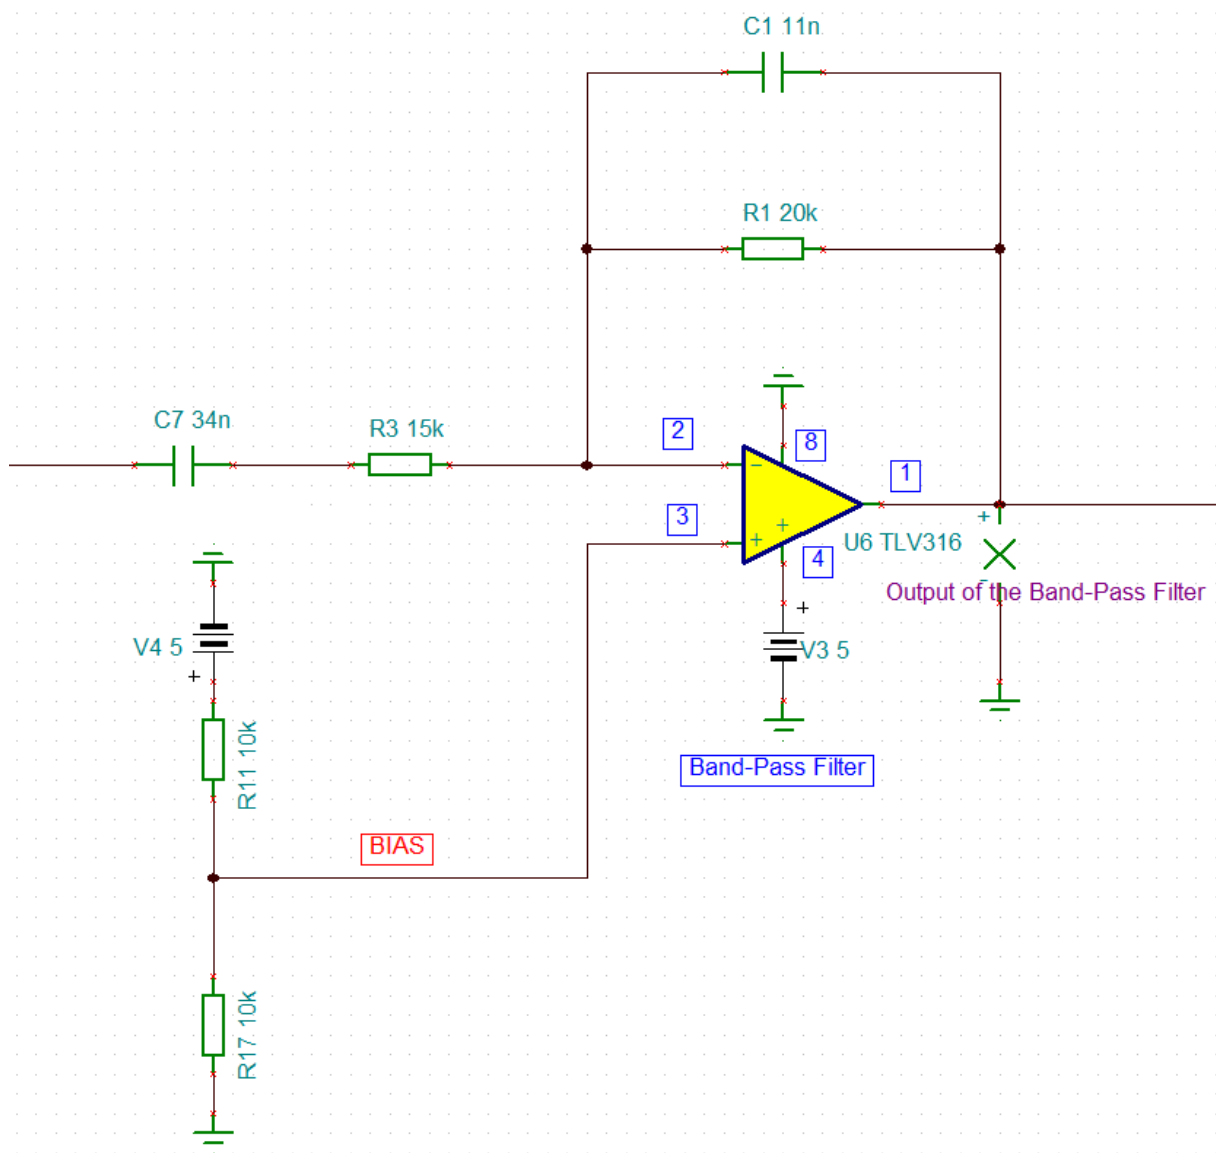 C1 11n
R1 20k
C7 34n
R3 15k
2
8
1
3
4
U6 TLV316
Output of the Band-Pass Filter
V4 5
V3 5
R11 10k
Band-Pass Filter
BIAS
R17 10k